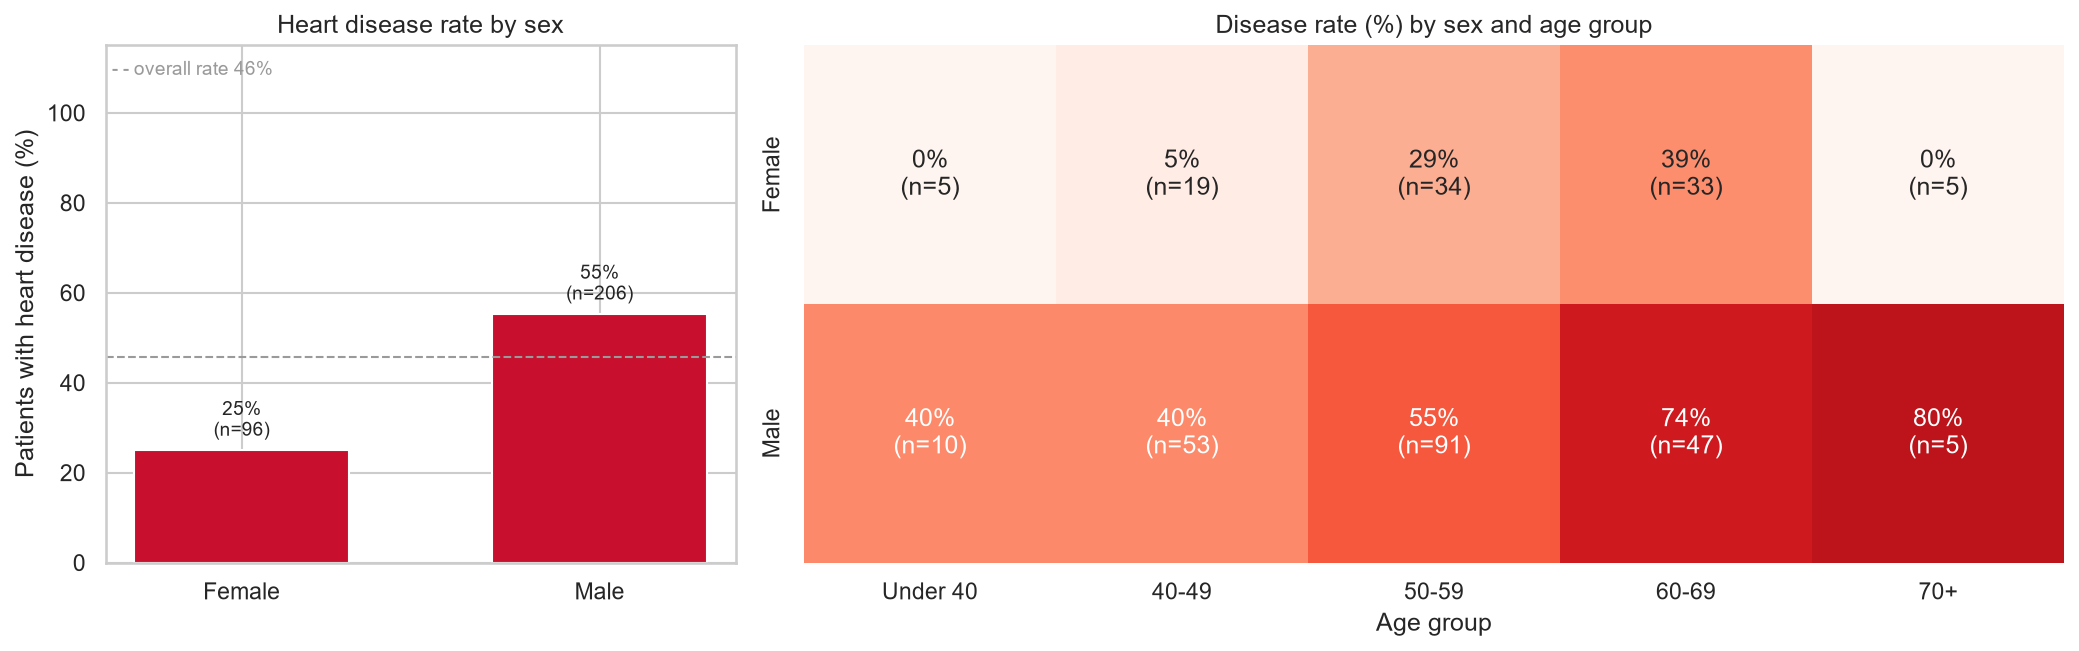 Heart disease rate by sex
overall rate 46%
Patients with heart disease (%)
100
80
60
40
20
0
25%
(n=96)
55%
(n=206)
Female
Male
Disease rate (%) by sex and age group
Female
0%
(n=5)
5%
(n=19)
29%
(n=34)
39%
(n=33)
0%
(n=5)
Male
40%
(n=10)
40%
(n=53)
55%
(n=91)
74%
(n=47)
80%
(n=5)
Under 40
40-49
50-59
60-69
70+
Age group